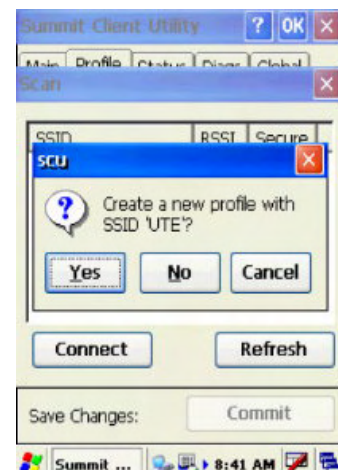 Summit Client Utility ? OK
Main Profile Status Diags Global
Scan
SSID RSSI Secure
scu
Create a new profile with
SSID 'UTE'?
Yes No Cancel
Connect Refresh
Save Changes: Commit
Summit ... 8:41 AM